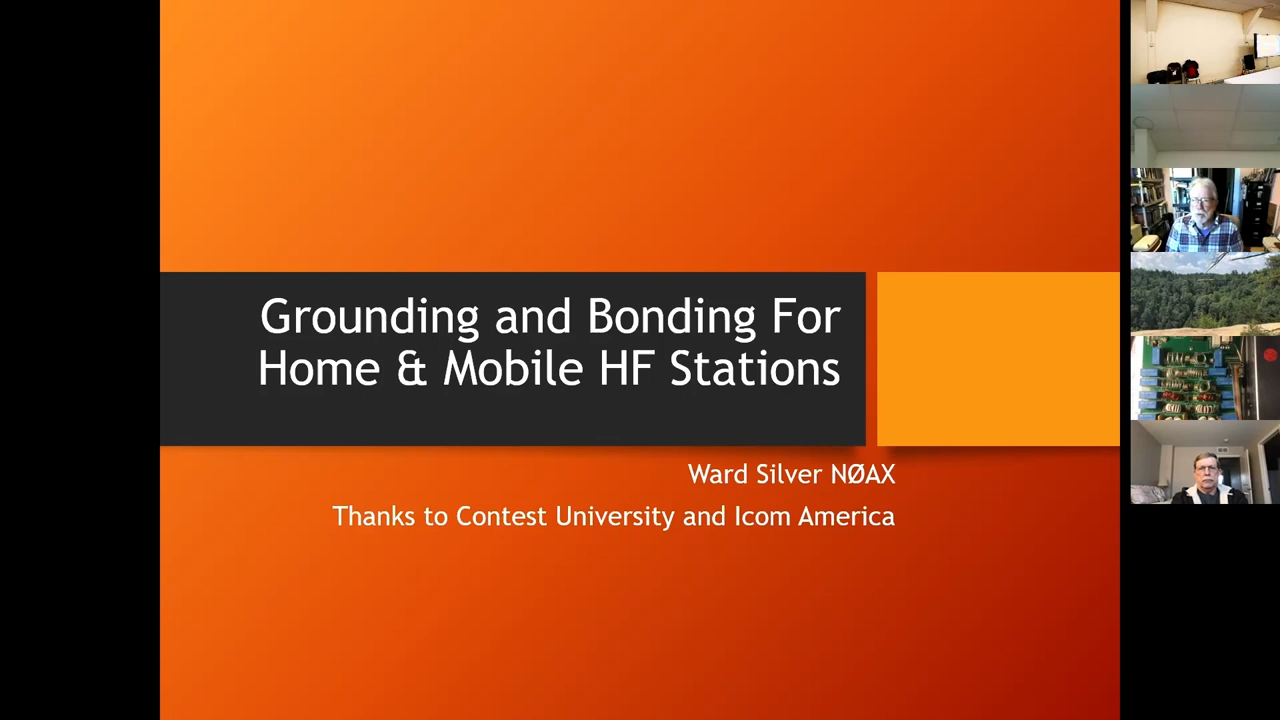 Grounding and Bonding For
Home & Mobile HF Stations
Ward Silver NØAX
Thanks to Contest University and Icom America